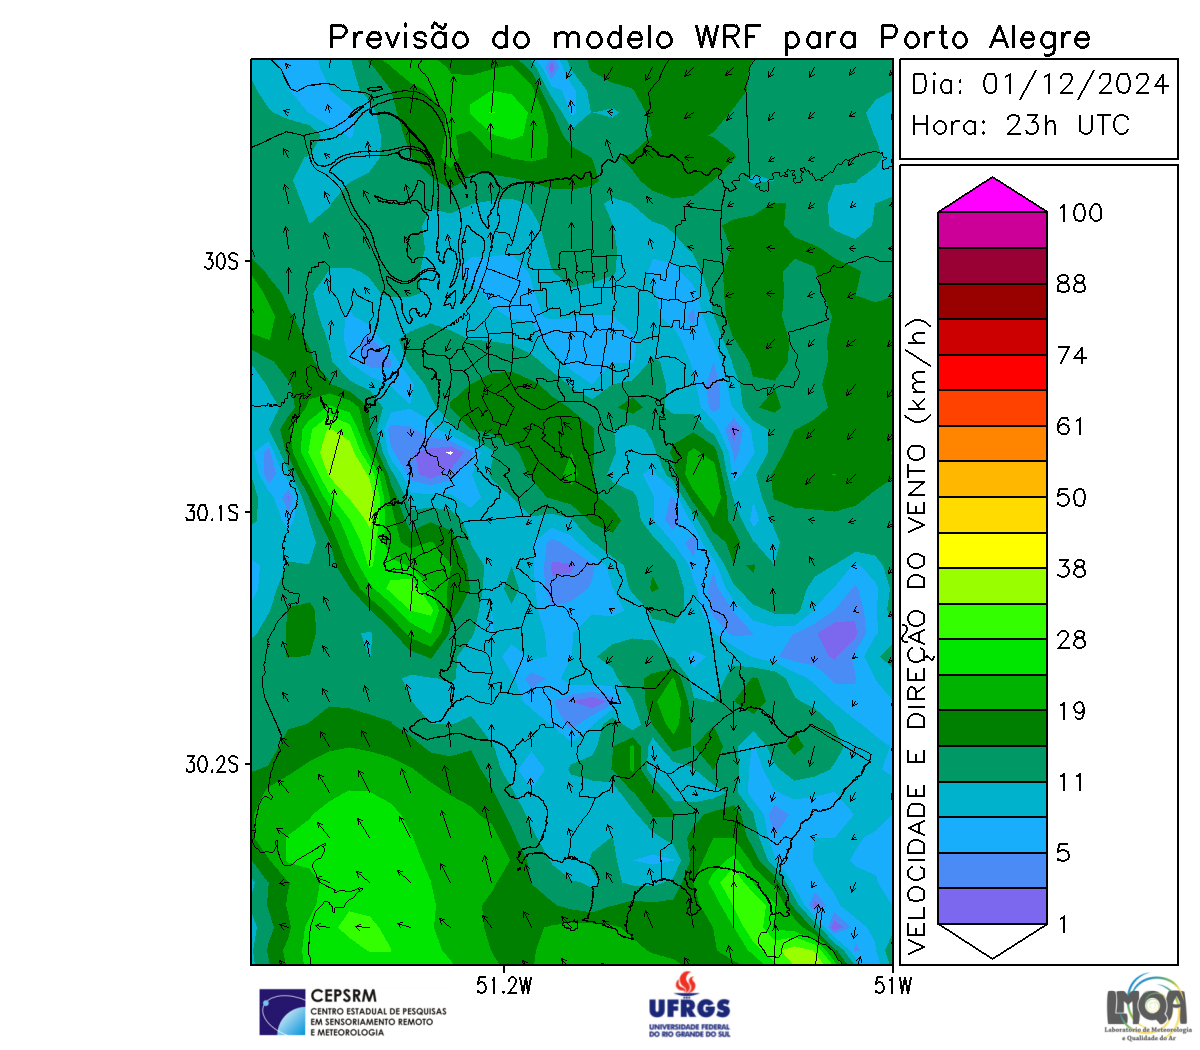 Previsão do modelo WRF para Porto Alegre
Dia: 01/12/2024
Hora: 23h UTC
30S
30.1S
30.2S
51.2W
51W
VELOCIDADE E DIREÇÃO DO VENTO (km/h)
100
88
74
61
50
38
28
19
11
5
1
CEPSRM
CENTRO ESTADUAL DE PESQUISAS
EM SENSORIAMENTO REMOTO
E METEOROLOGIA
UFRGS
UNIVERSIDADE FEDERAL
DO RIO GRANDE DO SUL
LMQA
Laboratório de Meteorologia
e Qualidade do Ar